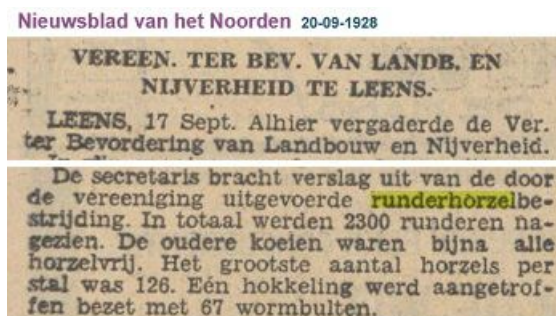 Nieuwsblad van het Noorden 20-09-1928
VEREEN. TER BEV. VAN LANDB. EN
NIJVERHEID TE LEENS.
LEENS, 17 Sept. Alhier vergaderde de Ver.
ter Bevordering van Landbouw en Nijverheid.
De secretaris bracht verslag uit van de door
de vereeniging uitgevoerde runderhorzelbe-
strijding. In totaal werden 2300 runderen na-
gezien. De oudere koeien waren bijna alle
horzelvrij. Het grootste aantal horzels per
stal was 126. Eén hokkeling werd aangetrof-
fen bezet met 67 wormbulten.